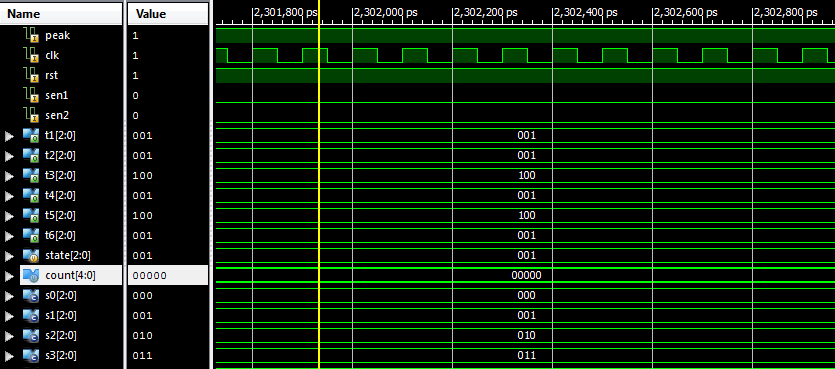 Name Value 2,301,800 ps 2,302,000 ps 2,302,200 ps 2,302,400 ps 2,302,600 ps 2,302,800 ps
peak 1
clk 1
rst 1
sen1 0
sen2 0
t1[2:0] 001 001
t2[2:0] 001 001
t3[2:0] 100 100
t4[2:0] 001 001
t5[2:0] 100 100
t6[2:0] 001 001
state[2:0] 001 001
count[4:0] 00000 00000
s0[2:0] 000 000
s1[2:0] 001 001
s2[2:0] 010 010
s3[2:0] 011 011